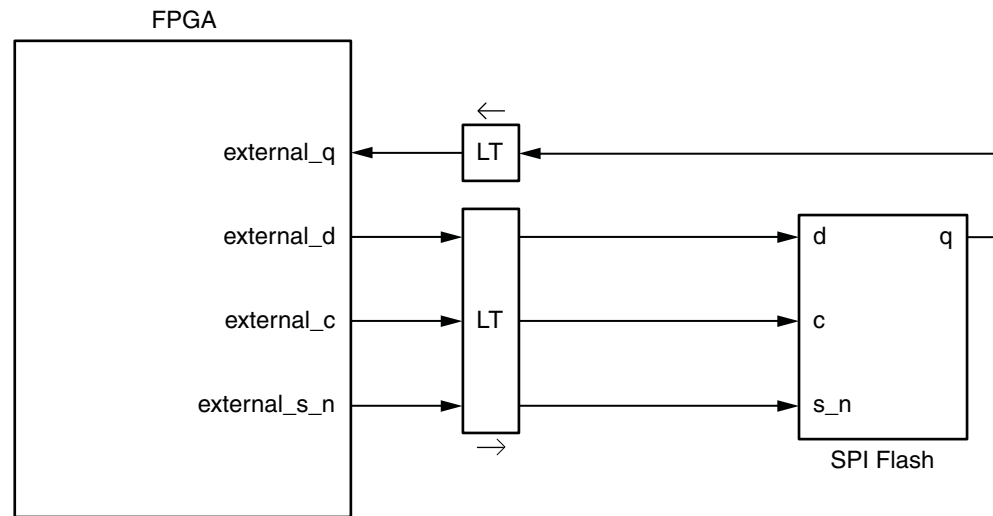 FPGA
external_q
LT
external_d
d
q
external_c
LT
c
external_s_n
s_n
SPI Flash